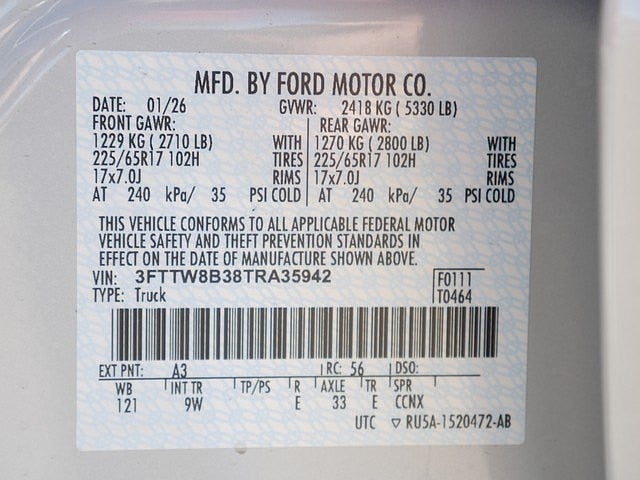 MFD. BY FORD MOTOR CO.
DATE: 01/26 GVWR: 2418 KG ( 5330 LB)
FRONT GAWR: REAR GAWR:
1229 KG ( 2710 LB) WITH 1270 KG ( 2800 LB) WITH
225/65R17 102H TIRES 225/65R17 102H TIRES
17x7.0J RIMS 17x7.0J RIMS
AT 240 kPa/ 35 PSI COLD AT 240 kPa/ 35 PSI COLD
THIS VEHICLE CONFORMS TO ALL APPLICABLE FEDERAL MOTOR
VEHICLE SAFETY AND THEFT PREVENTION STANDARDS IN
EFFECT ON THE DATE OF MANUFACTURE SHOWN ABOVE.
VIN: 3FTTW8B38TRA35942 F0111
TYPE: Truck T0464
EXT PNT: A3 RC: 56 DSO:
WB INT TR TP/PS R AXLE TR SPR
121 9W E 33 E CCNX
UTC ▽ RU5A-1520472-AB